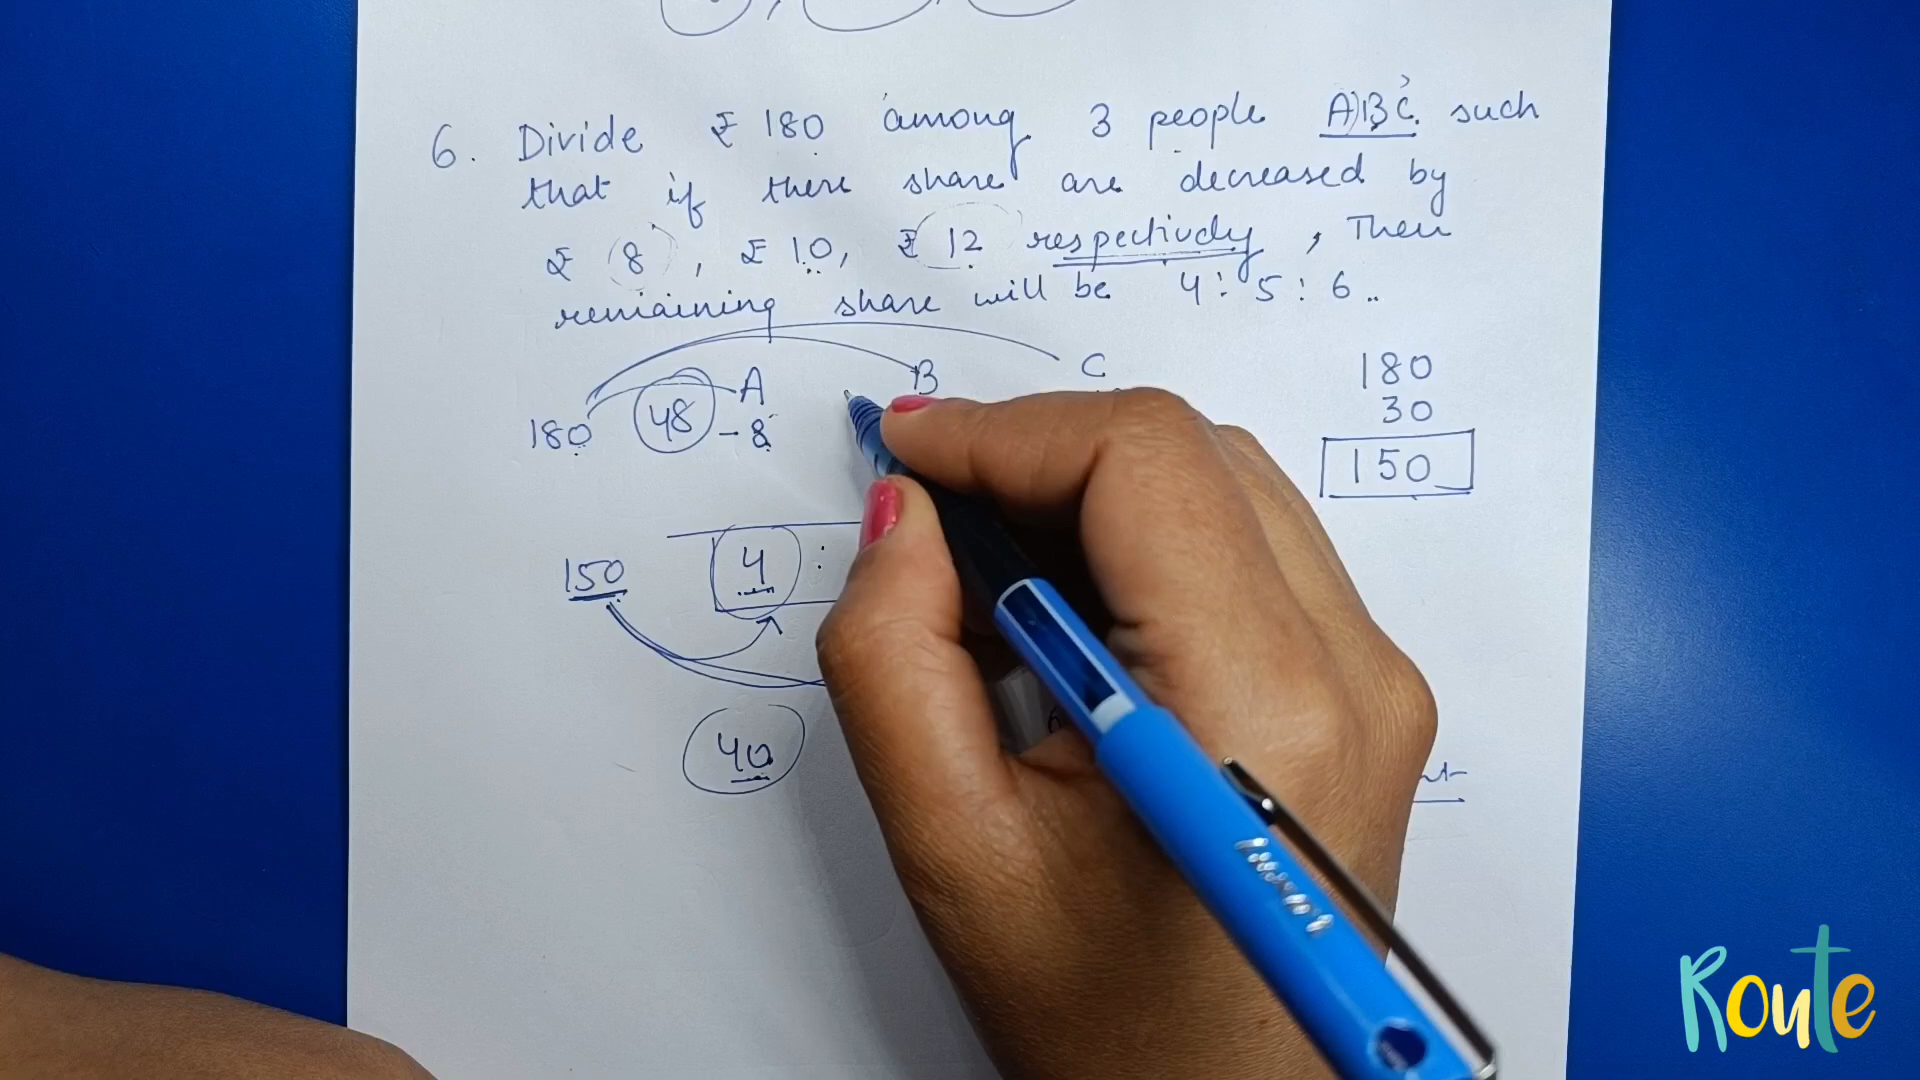 6. Divide ₹ 180 among 3 people A,B,C. such
that if there share are decreased by
₹ 8, ₹ 10, ₹ 12 respectively, Then
remaining share will be 4:5:6..
A B C
180 48 -8
180
30
150
150 4 :
40
Route